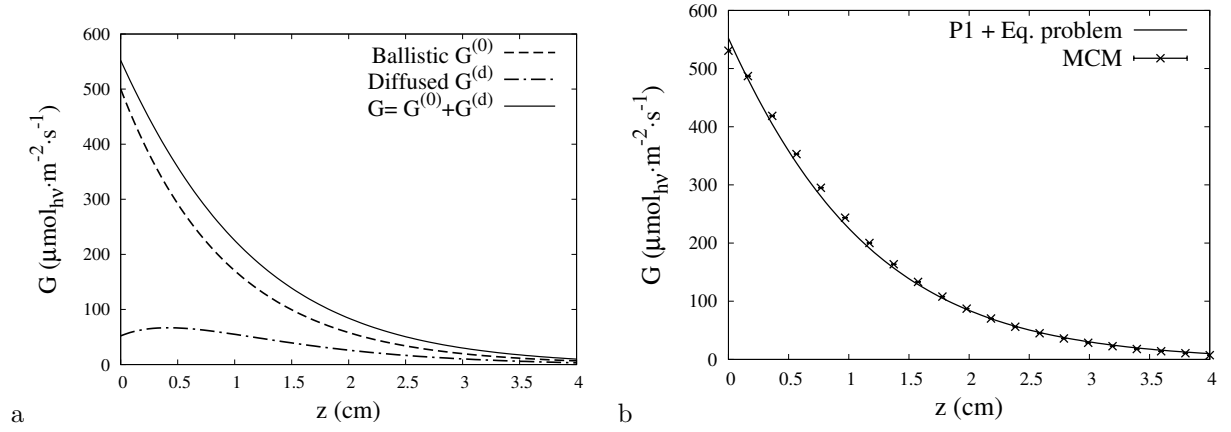 600
500
400
300
200
100
0
G (μmol_hν·m^-2·s^-1)
Ballistic G^(0)
Diffused G^(d)
G= G^(0)+G^(d)
0 0.5 1 1.5 2 2.5 3 3.5 4
z (cm)
a
600
500
400
300
200
100
0
G (μmol_hν·m^-2·s^-1)
P1 + Eq. problem
MCM
0 0.5 1 1.5 2 2.5 3 3.5 4
z (cm)
b